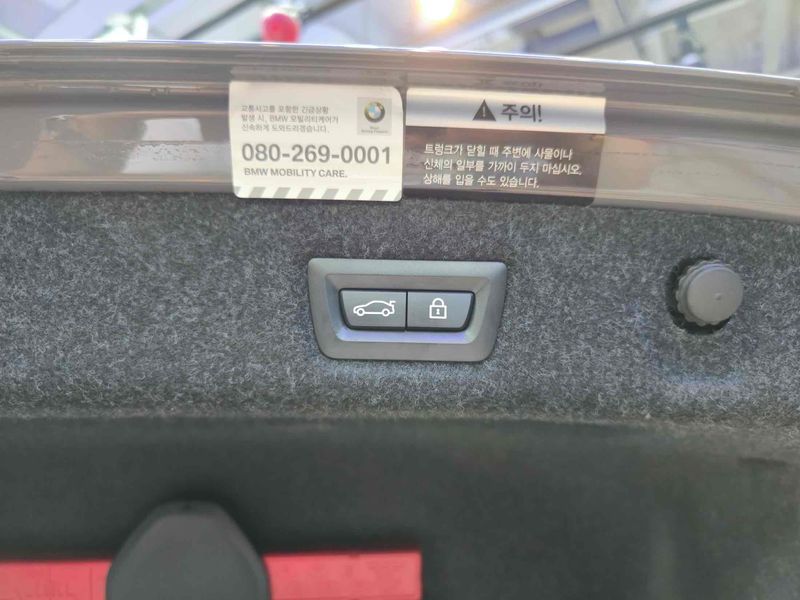 교통사고를 포함한 긴급상황
발생 시, BMW 모빌리티케어가
신속하게 도와드리겠습니다.
080-269-0001
BMW MOBILITY CARE.
주의!
트렁크가 닫힐 때 주변에 사물이나
신체의 일부를 가까이 두지 마십시오.
상해를 입을 수도 있습니다.